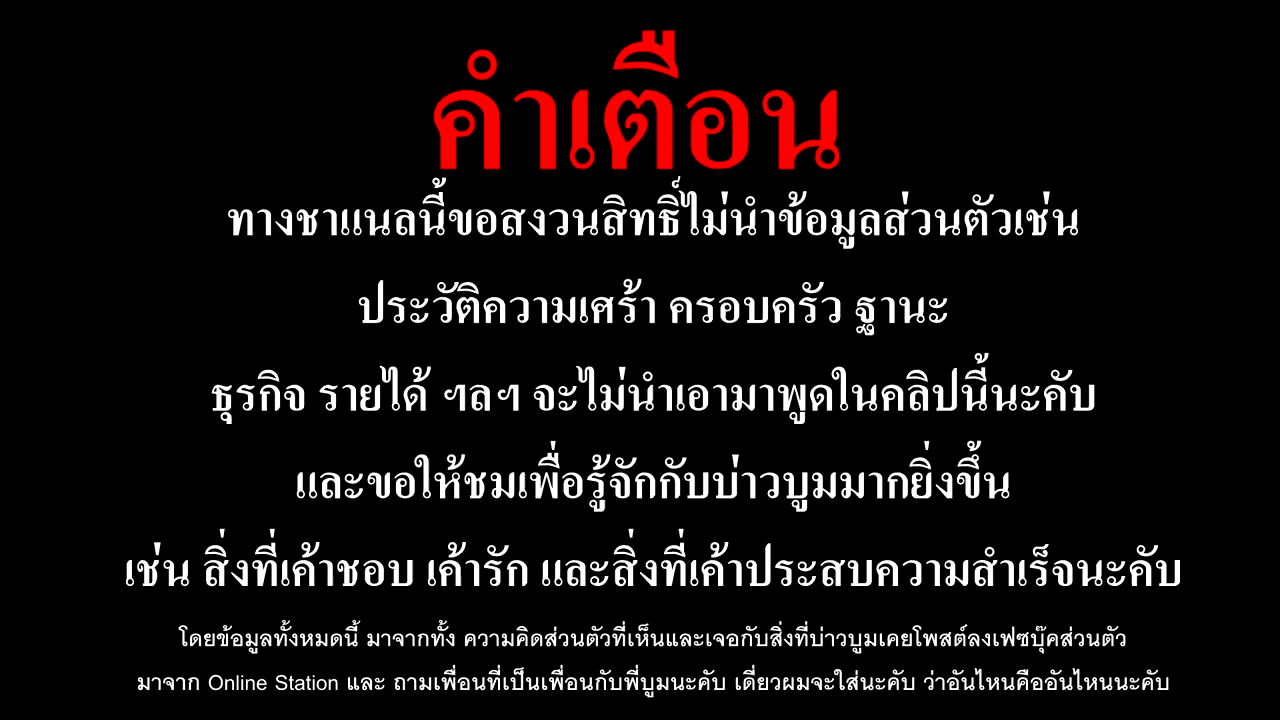 คำเตือน
ทางชาแนลนี้ขอสงวนสิทธิ์ไม่นำข้อมูลส่วนตัวเช่น
ประวัติความเศร้า ครอบครัว ฐานะ
ธุรกิจ รายได้ ฯลฯ จะไม่นำเอามาพูดในคลิปนี้นะคับ
และขอให้ชมเพื่อรู้จักกับบ่าวบูมมากยิ่งขึ้น
เช่น สิ่งที่เค้าชอบ เค้ารัก และสิ่งที่เค้าประสบความสำเร็จนะคับ
โดยข้อมูลทั้งหมดนี้ มาจากทั้ง ความคิดส่วนตัวที่เห็นและเจอกับสิ่งที่บ่าวบูมเคยโพสต์ลงเฟซบุ๊คส่วนตัว
มาจาก Online Station และ ถามเพื่อนที่เป็นเพื่อนกับพี่บูมนะคับ เดี่ยวผมจะใส่นะคับ ว่าอันไหนคืออันไหนนะคับ